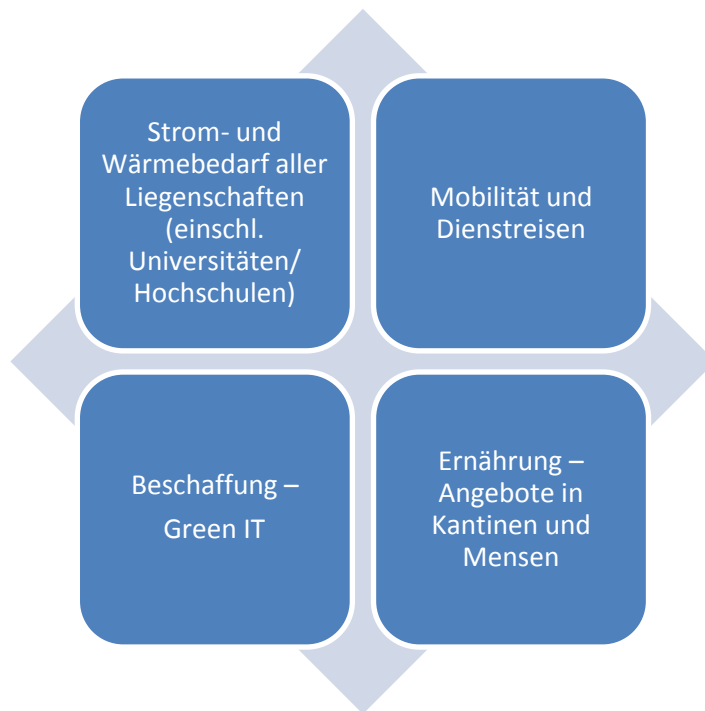 Strom- und
Wärmebedarf aller
Liegenschaften
(einschl.
Universitäten/
Hochschulen)
Mobilität und
Dienstreisen
Beschaffung –
Green IT
Ernährung –
Angebote in
Kantinen und
Mensen